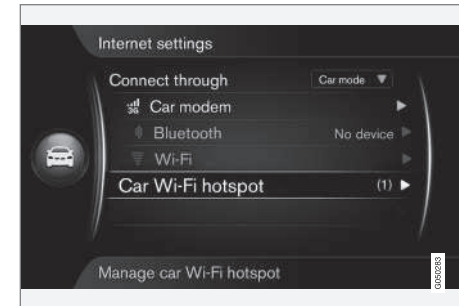 Internet settings
Connect through Car mode
3G Car modem
Bluetooth No device
Wi-Fi
Car Wi-Fi hotspot (1)
Manage car Wi-Fi hotspot
G050283